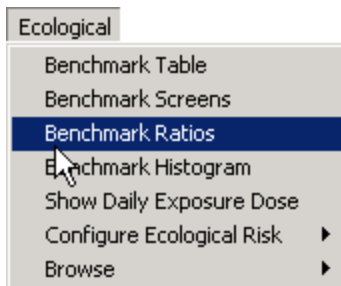 Ecological
Benchmark Table
Benchmark Screens
Benchmark Ratios
Benchmark Histogram
Show Daily Exposure Dose
Configure Ecological Risk
Browse